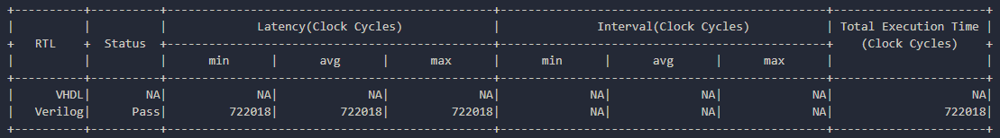 +----------+----------+-----------------------------------------------+-----------------------------------------------+----------------------+
|          |          |            Latency(Clock Cycles)              |              Interval(Clock Cycles)           | Total Execution Time |
+   RTL    +  Status  +-----------------------------------------------+-----------------------------------------------+    (Clock Cycles)    +
|          |          |      min      |      avg      |      max      |      min      |      avg      |      max      |                      |
+----------+----------+-----------------------------------------------+-----------------------------------------------+----------------------+
|      VHDL|        NA|             NA|             NA|             NA|             NA|             NA|             NA|                    NA|
|   Verilog|      Pass|         722018|         722018|         722018|             NA|             NA|             NA|                722018|
+----------+----------+-----------------------------------------------+-----------------------------------------------+----------------------+